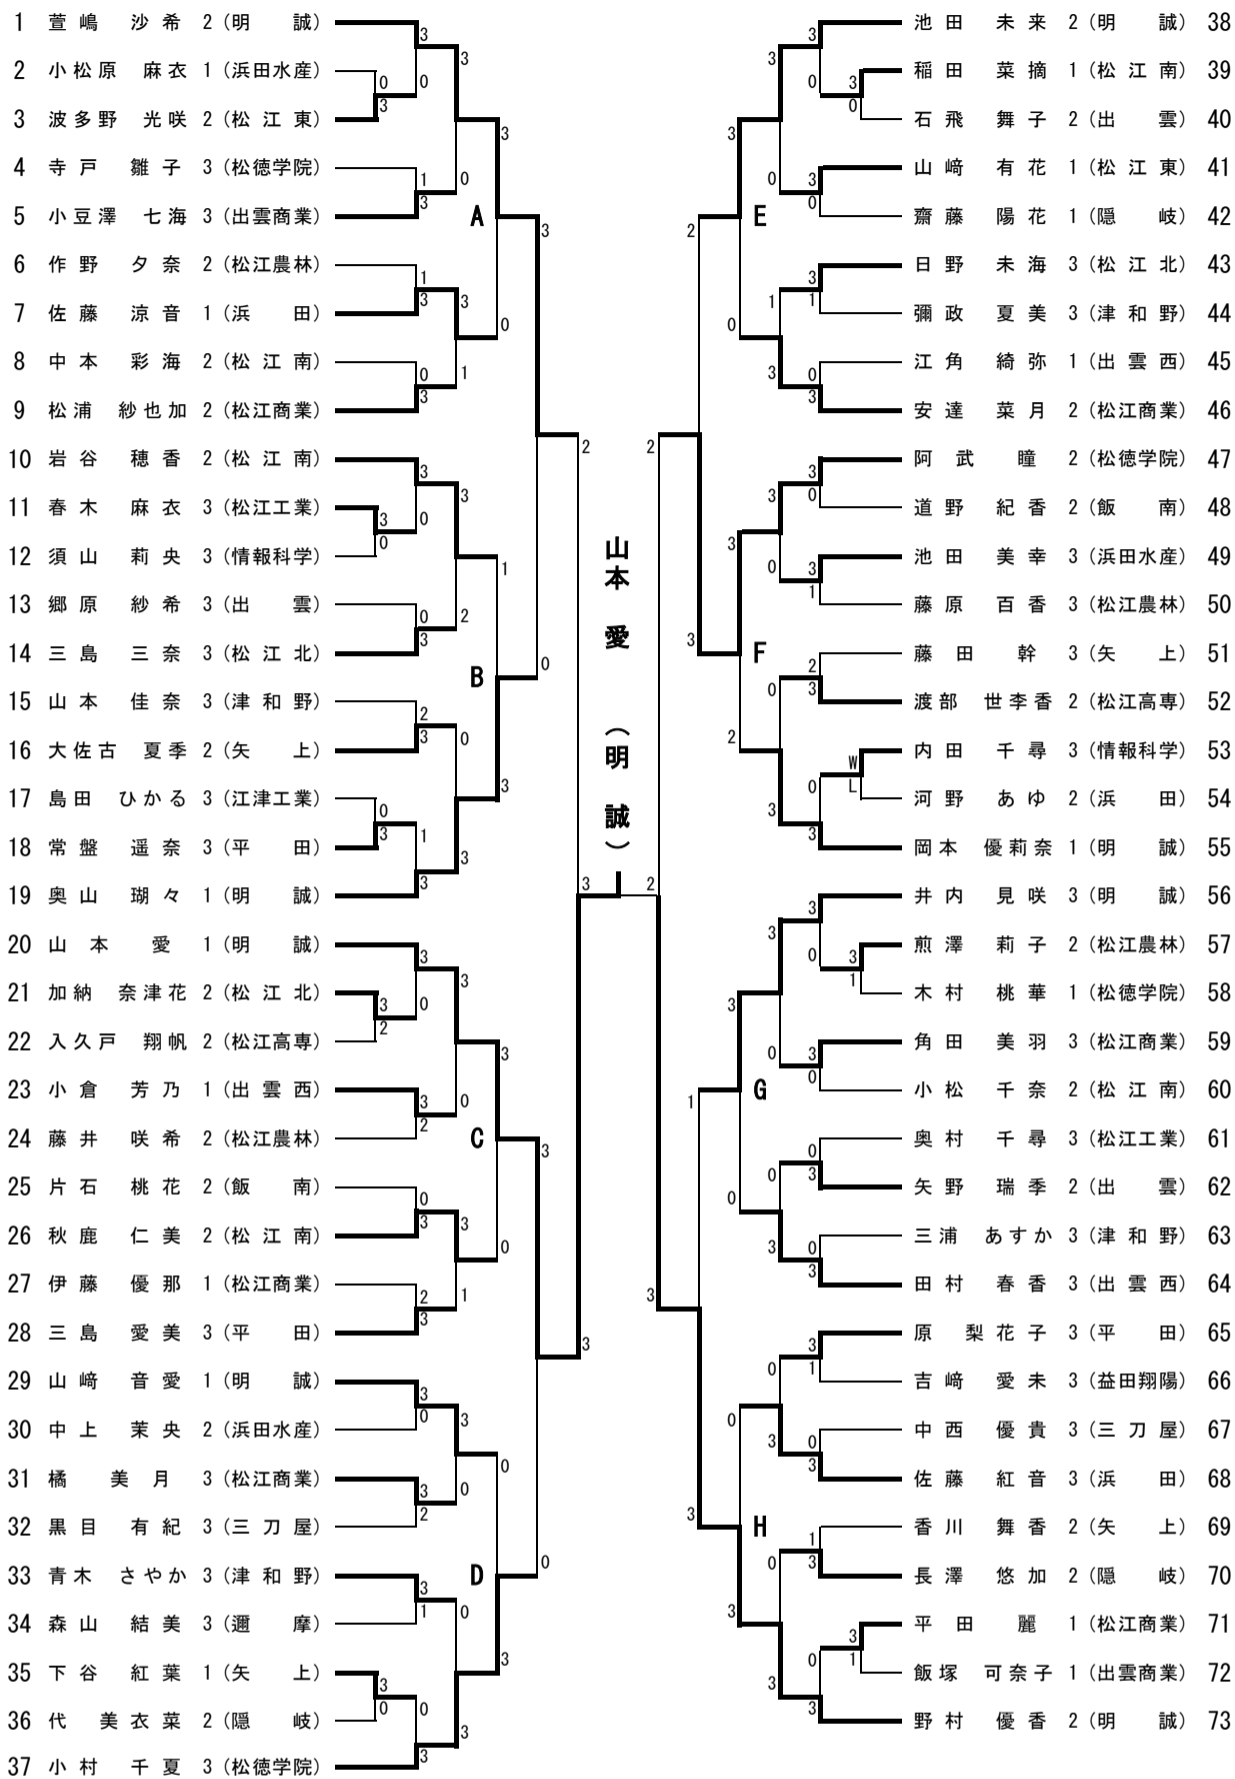 1 萱嶋 沙希 2 (明 誠)
2 小松原 麻衣 1 (浜田水産)
3 波多野 光咲 2 (松江東)
4 寺戸 雛子 3 (松徳学院)
5 小豆澤 七海 3 (出雲商業)
6 作野 夕奈 2 (松江農林)
7 佐藤 涼音 1 (浜 田)
8 中本 彩海 2 (松江南)
9 松浦 紗也加 2 (松江商業)
10 岩谷 穂香 2 (松江南)
11 春木 麻衣 3 (松江工業)
12 須山 莉央 3 (情報科学)
13 郷原 紗希 3 (出 雲)
14 三島 三奈 3 (松江北)
15 山本 佳奈 3 (津和野)
16 大佐古 夏季 2 (矢 上)
17 島田 ひかる 3 (江津工業)
18 常盤 遥奈 3 (平 田)
19 奥山 瑚々 1 (明 誠)
20 山本 愛 1 (明 誠)
21 加納 奈津花 2 (松江北)
22 入久戸 翔帆 2 (松江高専)
23 小倉 芳乃 1 (出雲西)
24 藤井 咲希 2 (松江農林)
25 片石 桃花 2 (飯 南)
26 秋鹿 仁美 2 (松江南)
27 伊藤 優那 1 (松江商業)
28 三島 愛美 3 (平 田)
29 山﨑 音愛 1 (明 誠)
30 中上 茉央 2 (浜田水産)
31 橘 美月 3 (松江商業)
32 黒目 有紀 3 (三刀屋)
33 青木 さやか 3 (津和野)
34 森山 結美 3 (邇 摩)
35 下谷 紅葉 1 (矢 上)
36 代 美衣菜 2 (隠 岐)
37 小村 千夏 3 (松徳学院)
A
B
C
D
山本 愛 (明 誠)
E
F
G
H
池田 未来 2 (明 誠) 38
稲田 菜摘 1 (松江南) 39
石飛 舞子 2 (出 雲) 40
山﨑 有花 1 (松江東) 41
齋藤 陽花 1 (隠 岐) 42
日野 未海 3 (松江北) 43
彌政 夏美 3 (津和野) 44
江角 綺弥 1 (出雲西) 45
安達 菜月 2 (松江商業) 46
阿武 瞳 2 (松徳学院) 47
道野 紀香 2 (飯 南) 48
池田 美幸 3 (浜田水産) 49
藤原 百香 3 (松江農林) 50
藤田 幹 3 (矢 上) 51
渡部 世李香 2 (松江高専) 52
内田 千尋 3 (情報科学) 53
河野 あゆ 2 (浜 田) 54
岡本 優莉奈 1 (明 誠) 55
井内 見咲 3 (明 誠) 56
煎澤 莉子 2 (松江農林) 57
木村 桃華 1 (松徳学院) 58
角田 美羽 3 (松江商業) 59
小松 千奈 2 (松江南) 60
奥村 千尋 3 (松江工業) 61
矢野 瑞季 2 (出 雲) 62
三浦 あすか 3 (津和野) 63
田村 春香 3 (出雲西) 64
原 梨花子 3 (平 田) 65
吉﨑 愛未 3 (益田翔陽) 66
中西 優貴 3 (三刀屋) 67
佐藤 紅音 3 (浜 田) 68
香川 舞香 2 (矢 上) 69
長澤 悠加 2 (隠 岐) 70
平田 麗 1 (松江商業) 71
飯塚 可奈子 1 (出雲商業) 72
野村 優香 2 (明 誠) 73